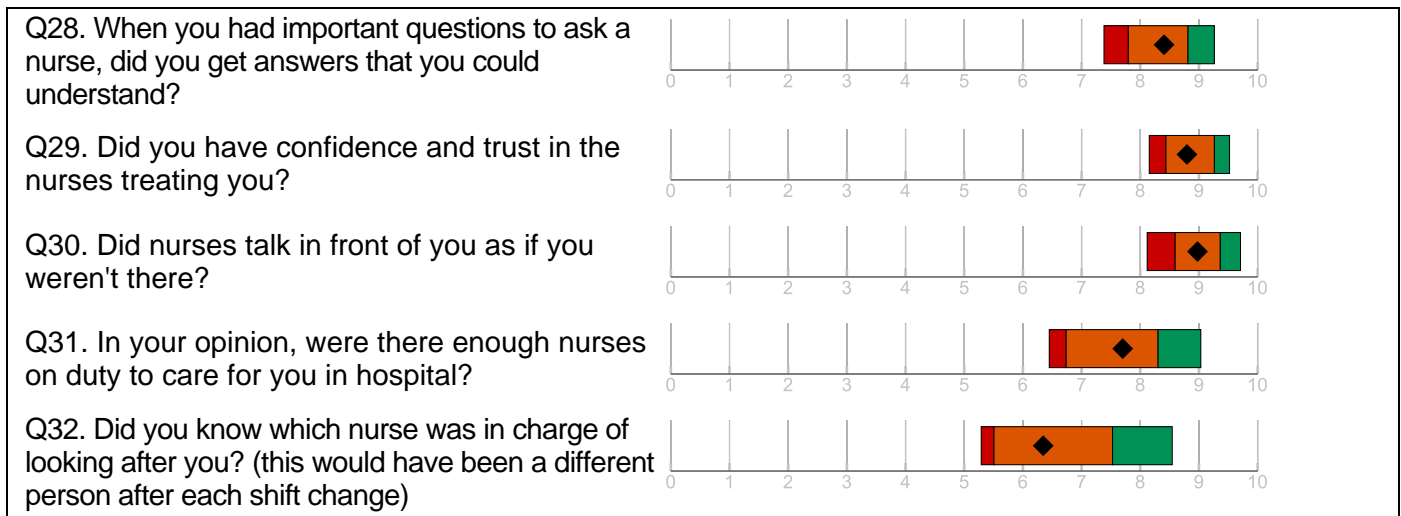 Q28. When you had important questions to ask a
nurse, did you get answers that you could
understand?
0 1 2 3 4 5 6 7 8 9 10
Q29. Did you have confidence and trust in the
nurses treating you?
0 1 2 3 4 5 6 7 8 9 10
Q30. Did nurses talk in front of you as if you
weren't there?
0 1 2 3 4 5 6 7 8 9 10
Q31. In your opinion, were there enough nurses
on duty to care for you in hospital?
0 1 2 3 4 5 6 7 8 9 10
Q32. Did you know which nurse was in charge of
looking after you? (this would have been a different
person after each shift change)
0 1 2 3 4 5 6 7 8 9 10